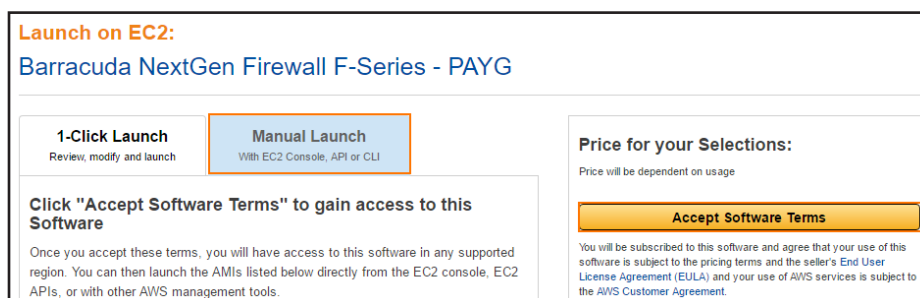 Launch on EC2:
Barracuda NextGen Firewall F-Series - PAYG
1-Click Launch
Review, modify and launch
Manual Launch
With EC2 Console, API or CLI
Click "Accept Software Terms" to gain access to this
Software
Once you accept these terms, you will have access to this software in any supported
region. You can then launch the AMIs listed below directly from the EC2 console, EC2
APIs, or with other AWS management tools.
Price for your Selections:
Price will be dependent on usage
Accept Software Terms
You will be subscribed to this software and agree that your use of this
software is subject to the pricing terms and the seller's End User
License Agreement (EULA) and your use of AWS services is subject to
the AWS Customer Agreement.